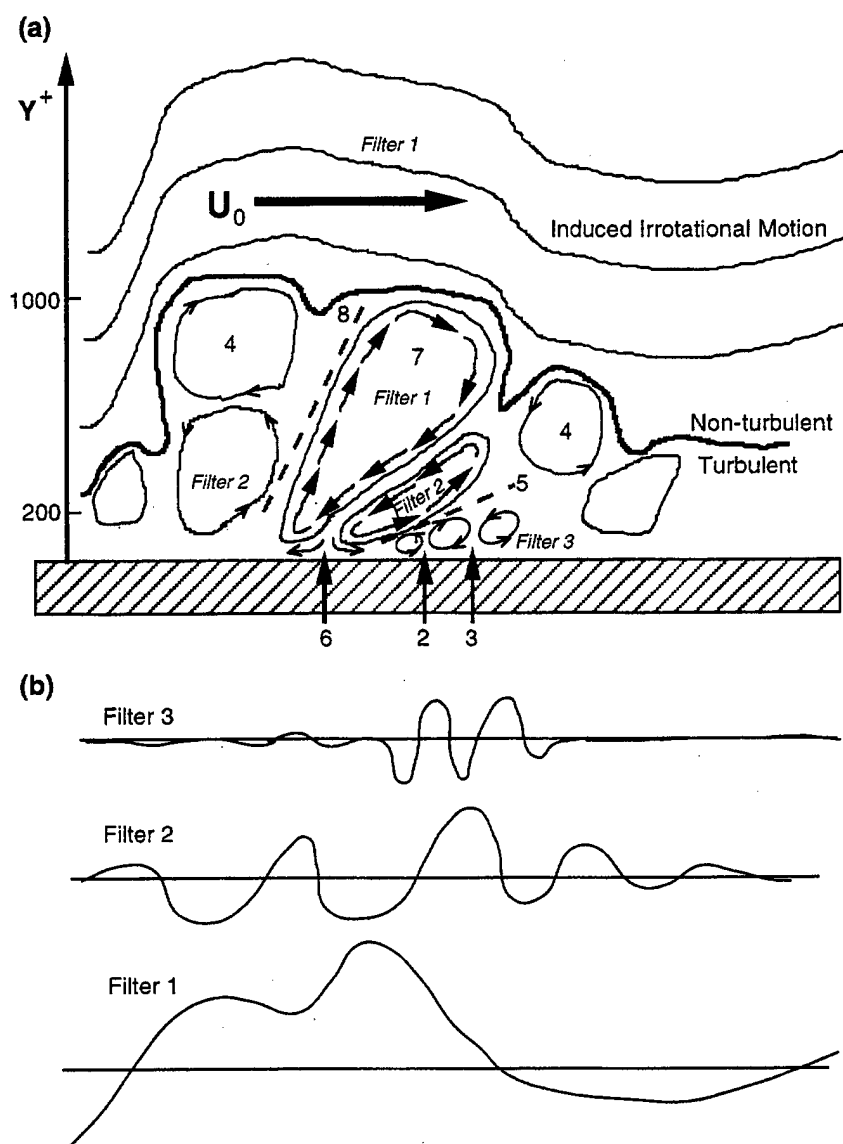 (a)
Y+
Filter 1
U0
Induced Irrotational Motion
1000
8
4
7
Filter 1
4
Non-turbulent
Turbulent
Filter 2
Filter 2
5
200
Filter 3
6
2
3
(b)
Filter 3
Filter 2
Filter 1